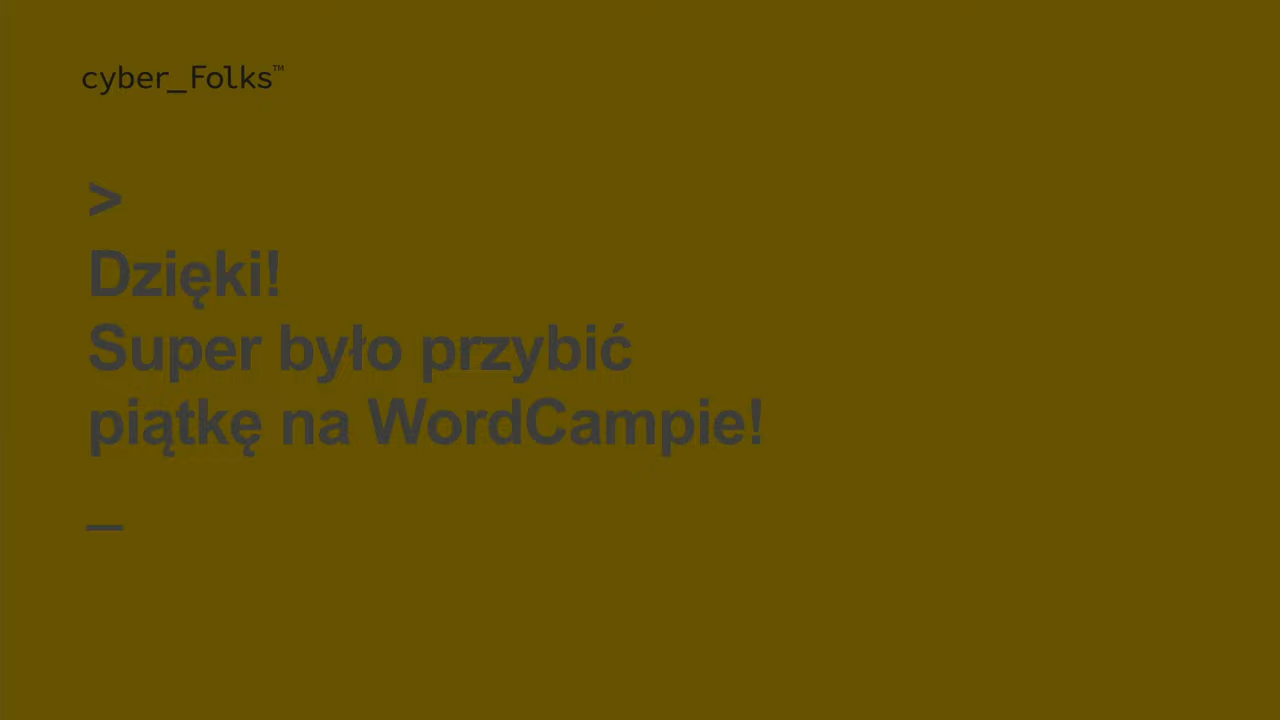 cyber_Folks™
>
Dzięki!
Super było przybić
piątkę na WordCampie!
_